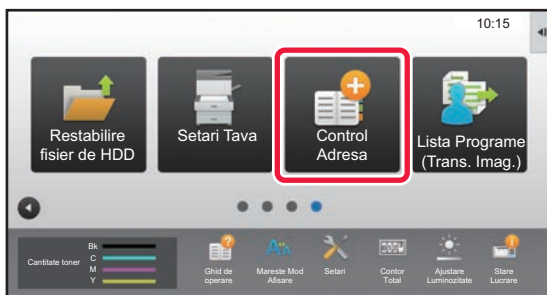 10:15
Restabilire
fisier de HDD
Setari Tava
Control
Adresa
Lista Programe
(Trans. Imag.)
Cantitate toner
Bk
C
M
Y
Ghid de
operare
Mareste Mod
Afisare
Setari
Contor
Total
Ajustare
Luminozitate
Stare
Lucrare